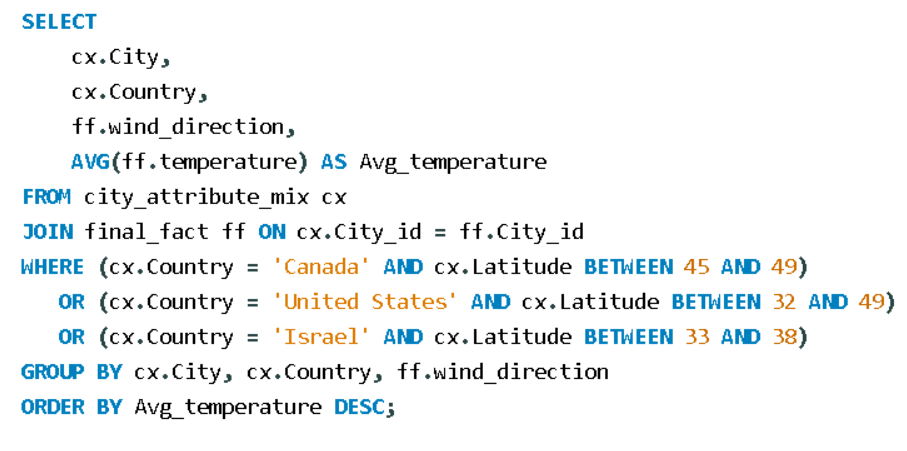 SELECT
    cx.City,
    cx.Country,
    ff.wind_direction,
    AVG(ff.temperature) AS Avg_temperature
FROM city_attribute_mix cx
JOIN final_fact ff ON cx.City_id = ff.City_id
WHERE (cx.Country = 'Canada' AND cx.Latitude BETWEEN 45 AND 49)
   OR (cx.Country = 'United States' AND cx.Latitude BETWEEN 32 AND 49)
   OR (cx.Country = 'Israel' AND cx.Latitude BETWEEN 33 AND 38)
GROUP BY cx.City, cx.Country, ff.wind_direction
ORDER BY Avg_temperature DESC;